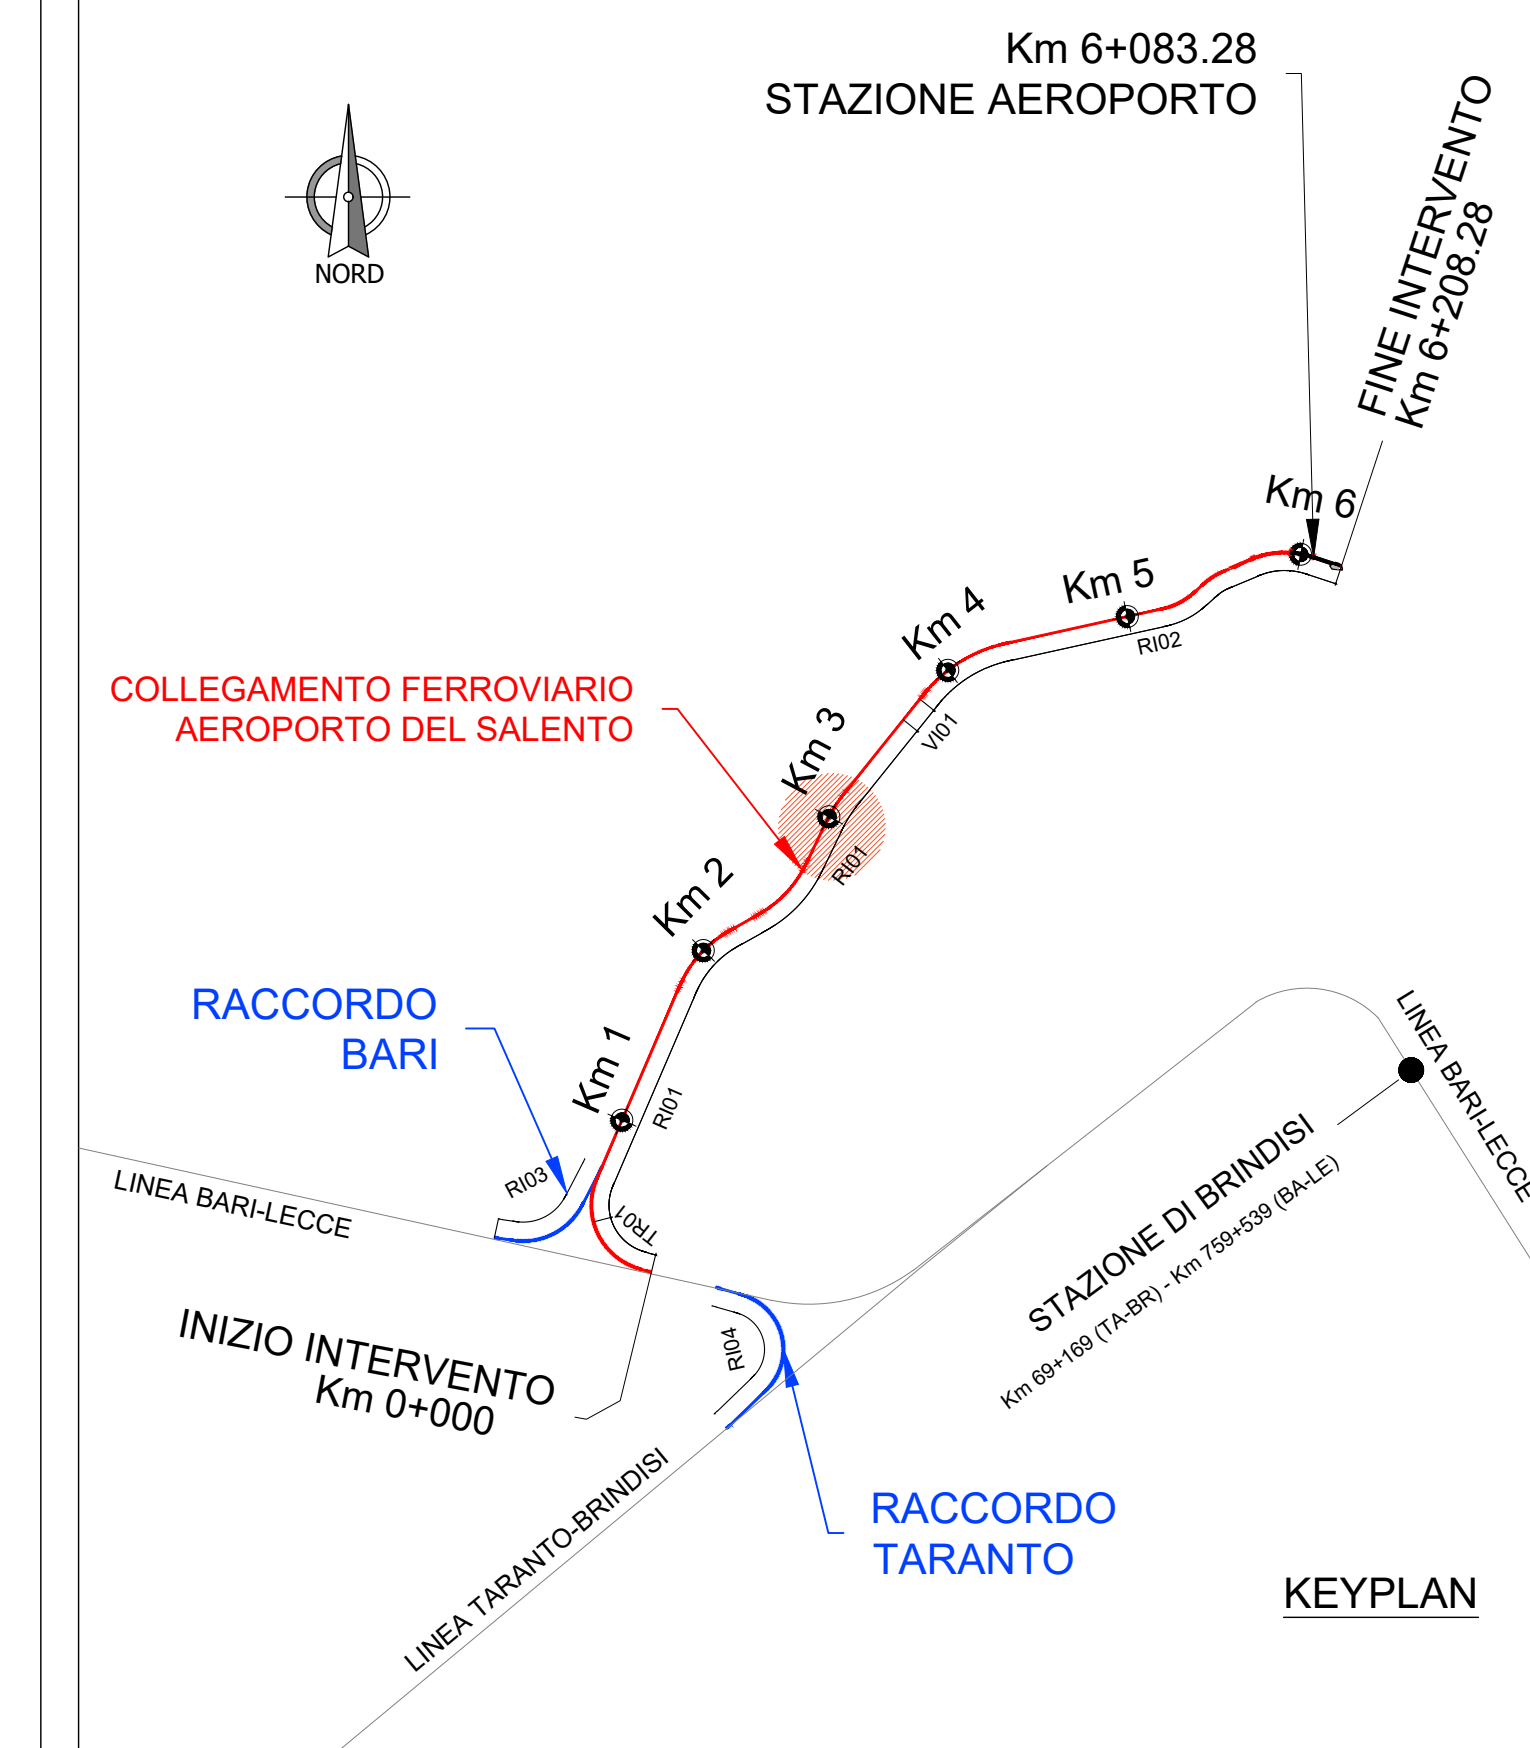 Km 6+083.28
STAZIONE AEROPORTO
FINE INTERVENTO
Km 6+208.28
NORD
Km 6
Km 5
Km 4
RI02
COLLEGAMENTO FERROVIARIO
AEROPORTO DEL SALENTO
VI01
Km 3
RI01
Km 2
RACCORDO
BARI
Km 1
RI01
LINEA BARI-LECCE
RI03
LINEA BARI-LECCE
TR01
STAZIONE DI BRINDISI
Km 69+169 (TA-BR) - Km 759+539 (BA-LE)
INIZIO INTERVENTO
Km 0+000
RI04
LINEA TARANTO-BRINDISI
RACCORDO
TARANTO
KEYPLAN